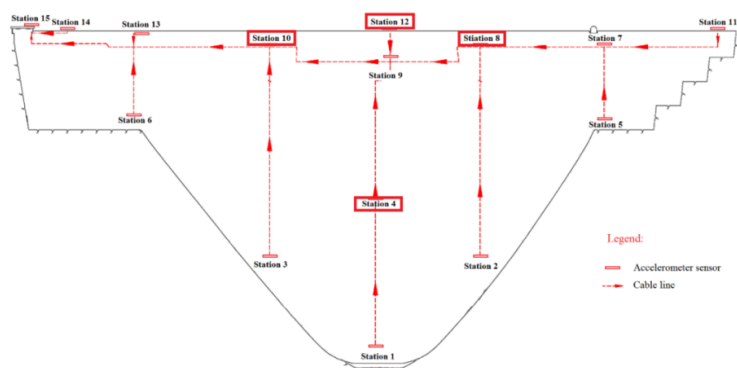 Station 15
Station 14
Station 13
Station 12
Station 11
Station 10
Station 8
Station 7
Station 9
Station 6
Station 5
Station 4
Station 3
Station 2
Station 1
Legend:
Accelerometer sensor
Cable line